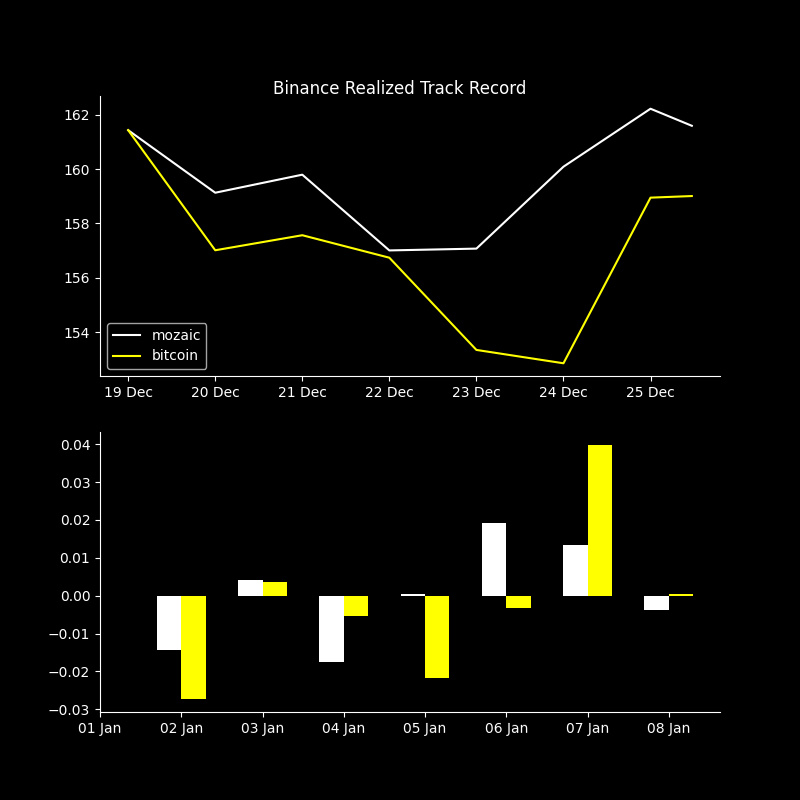 Binance Realized Track Record
162
160
158
156
154
mozaic
bitcoin
19 Dec 20 Dec 21 Dec 22 Dec 23 Dec 24 Dec 25 Dec
0.04
0.03
0.02
0.01
0.00
−0.01
−0.02
−0.03
01 Jan 02 Jan 03 Jan 04 Jan 05 Jan 06 Jan 07 Jan 08 Jan